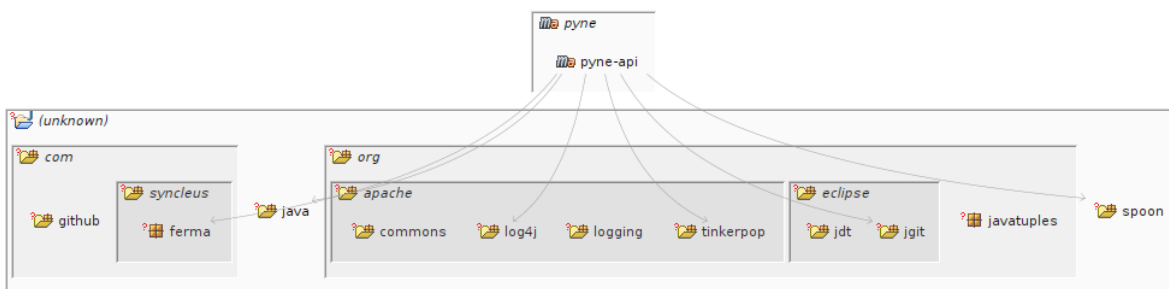 pyne
pyne-api
(unknown)
com
org
syncleus
apache
eclipse
github
ferma
java
commons
log4j
logging
tinkerpop
jdt
jgit
javatuples
spoon